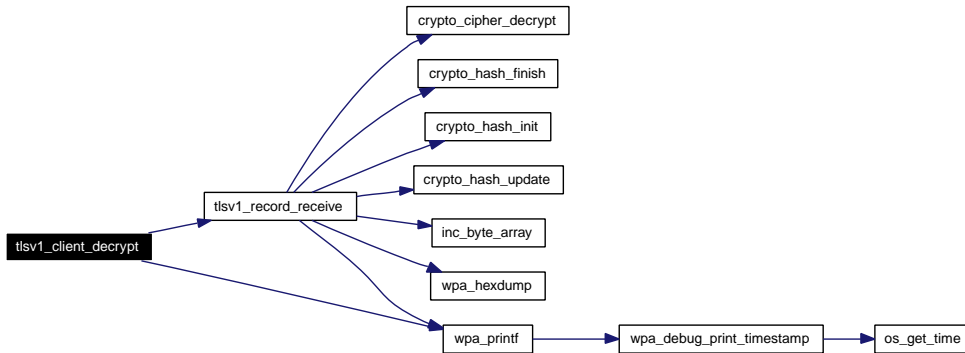 crypto_cipher_decrypt
crypto_hash_finish
crypto_hash_init
crypto_hash_update
tlsv1_record_receive
inc_byte_array
tlsv1_client_decrypt
wpa_hexdump
wpa_printf
wpa_debug_print_timestamp
os_get_time